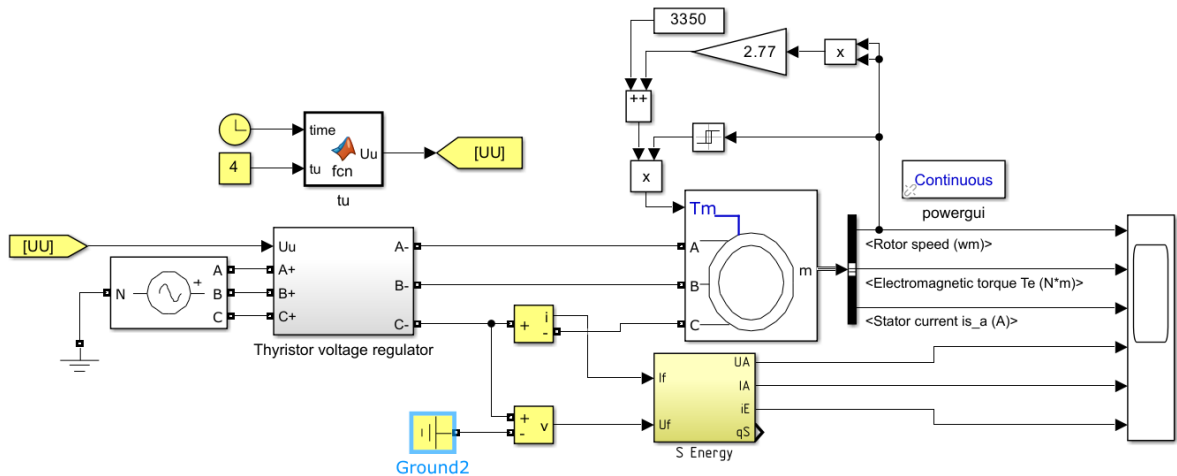 3350
2.77
x
++
x
time
tu
Uu
fcn
tu
[UU]
4
Continuous
powergui
Tm
A
B
C
m
<Rotor speed (wm)>
<Electromagnetic torque Te (N*m)>
<Stator current is_a (A)>
[UU]
Uu
A+
B+
C+
A-
B-
C-
Thyristor voltage regulator
N
+
A
B
C
+
i
-
+
-
v
If
Uf
UA
IA
iE
qS
S Energy
Ground2